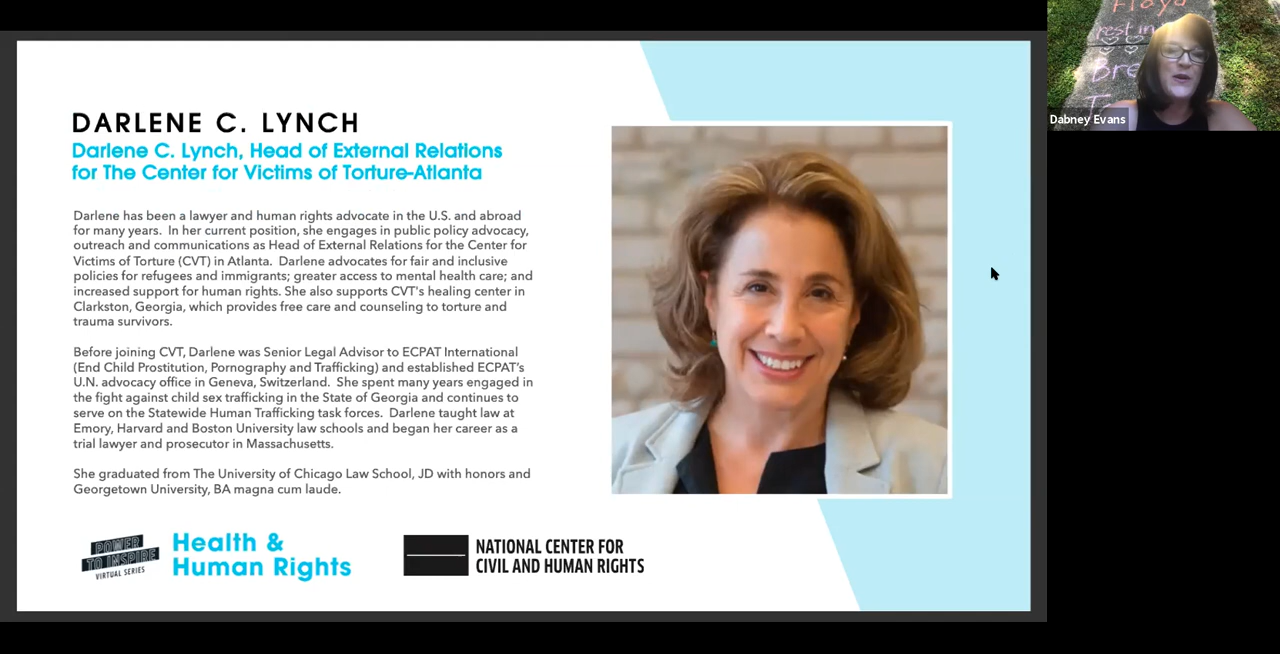 DARLENE C. LYNCH
Darlene C. Lynch, Head of External Relations
for The Center for Victims of Torture-Atlanta
Darlene has been a lawyer and human rights advocate in the U.S. and abroad
for many years. In her current position, she engages in public policy advocacy,
outreach and communications as Head of External Relations for the Center for
Victims of Torture (CVT) in Atlanta. Darlene advocates for fair and inclusive
policies for refugees and immigrants; greater access to mental health care; and
increased support for human rights. She also supports CVT's healing center in
Clarkston, Georgia, which provides free care and counseling to torture and
trauma survivors.
Before joining CVT, Darlene was Senior Legal Advisor to ECPAT International
(End Child Prostitution, Pornography and Trafficking) and established ECPAT's
U.N. advocacy office in Geneva, Switzerland. She spent many years engaged in
the fight against child sex trafficking in the State of Georgia and continues to
serve on the Statewide Human Trafficking task forces. Darlene taught law at
Emory, Harvard and Boston University law schools and began her career as a
trial lawyer and prosecutor in Massachusetts.
She graduated from The University of Chicago Law School, JD with honors and
Georgetown University, BA magna cum laude.
POWER
TO INSPIRE
VIRTUAL SERIES
Health &
Human Rights
NATIONAL CENTER FOR
CIVIL AND HUMAN RIGHTS
Floyd
rest in
Bre
T
Dabney Evans